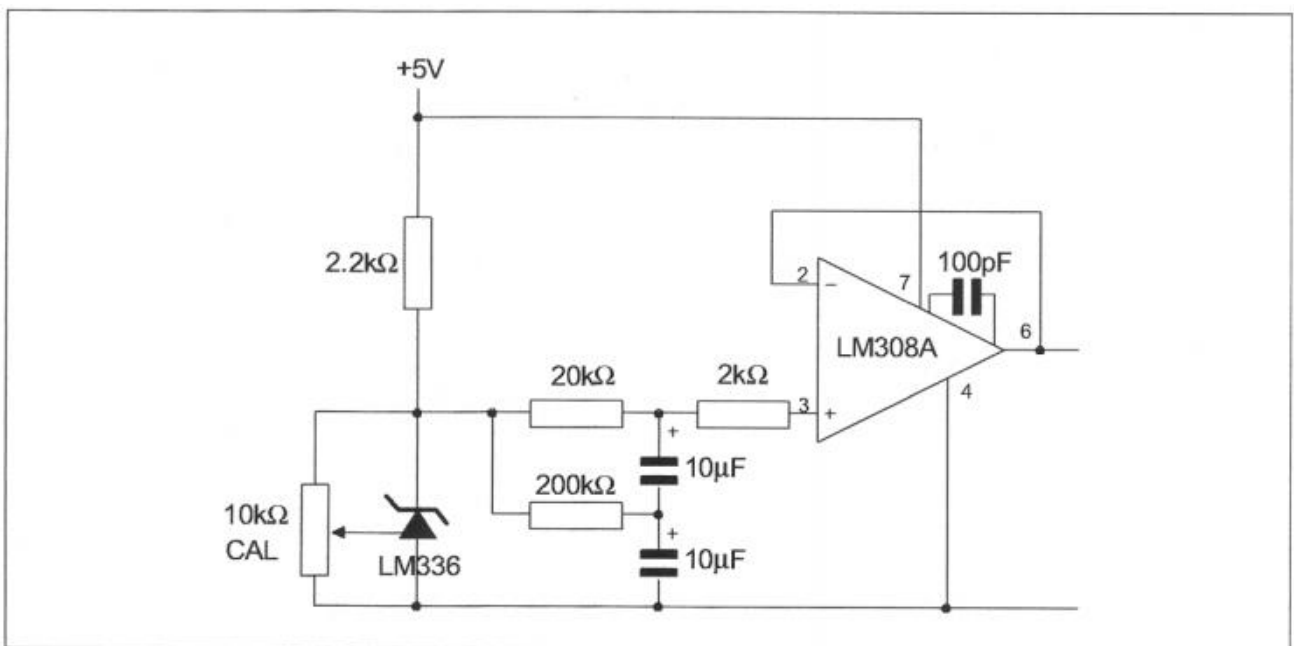 +5V
2.2kΩ
100pF
2
−
7
6
LM308A
4
20kΩ
2kΩ
3
+
+
10µF
200kΩ
+
10µF
10kΩ
CAL
LM336